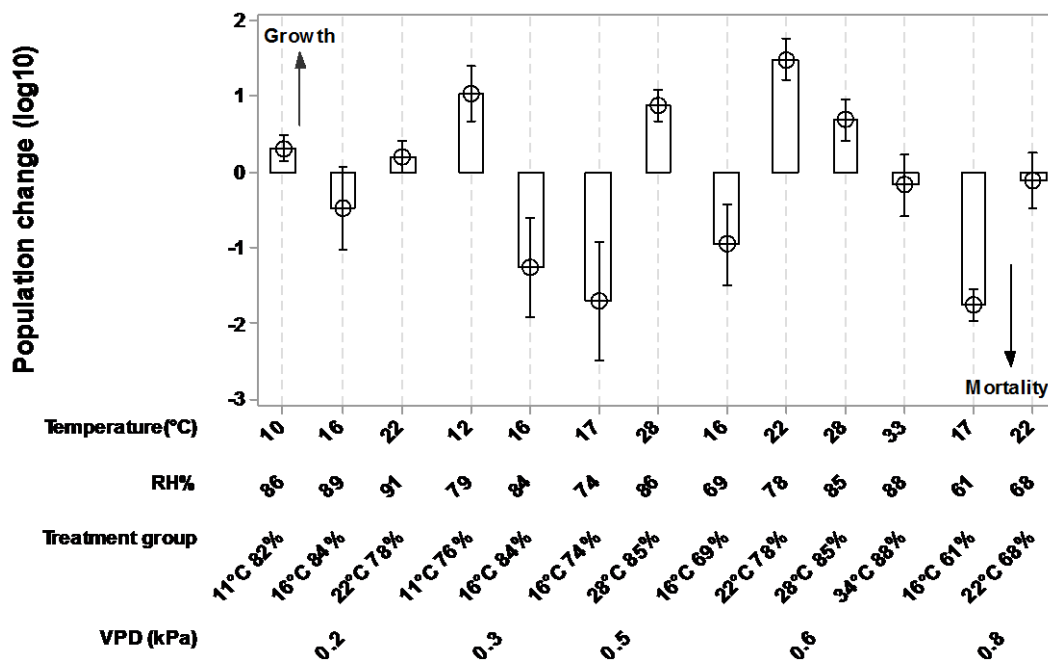 Population change (log10)
2
1
0
-1
-2
-3
Growth
Mortality
Temperature(°C) 10 16 22 12 16 17 28 16 22 28 33 17 22
RH% 86 89 91 79 84 74 86 69 78 85 88 61 68
Treatment group 11°C 82% 16°C 84% 22°C 78% 11°C 76% 16°C 84% 16°C 74% 28°C 85% 16°C 69% 22°C 78% 28°C 85% 34°C 88% 16°C 61% 22°C 68%
VPD (kPa) 0.2 0.3 0.5 0.6 0.8